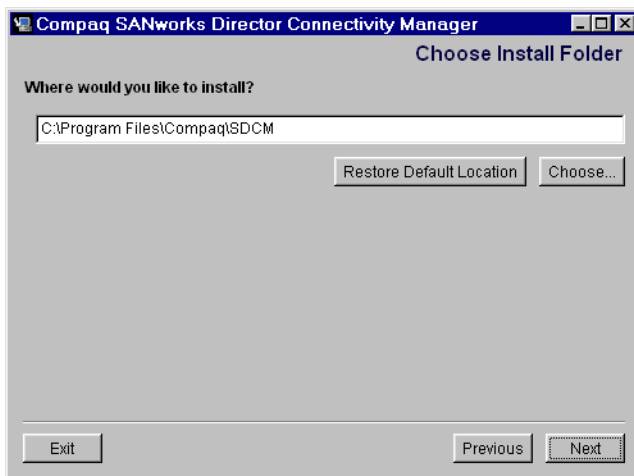 Compaq SANworks Director Connectivity Manager
Choose Install Folder
Where would you like to install?
C:\Program Files\Compaq\SDCM
Restore Default Location Choose...
Exit Previous Next